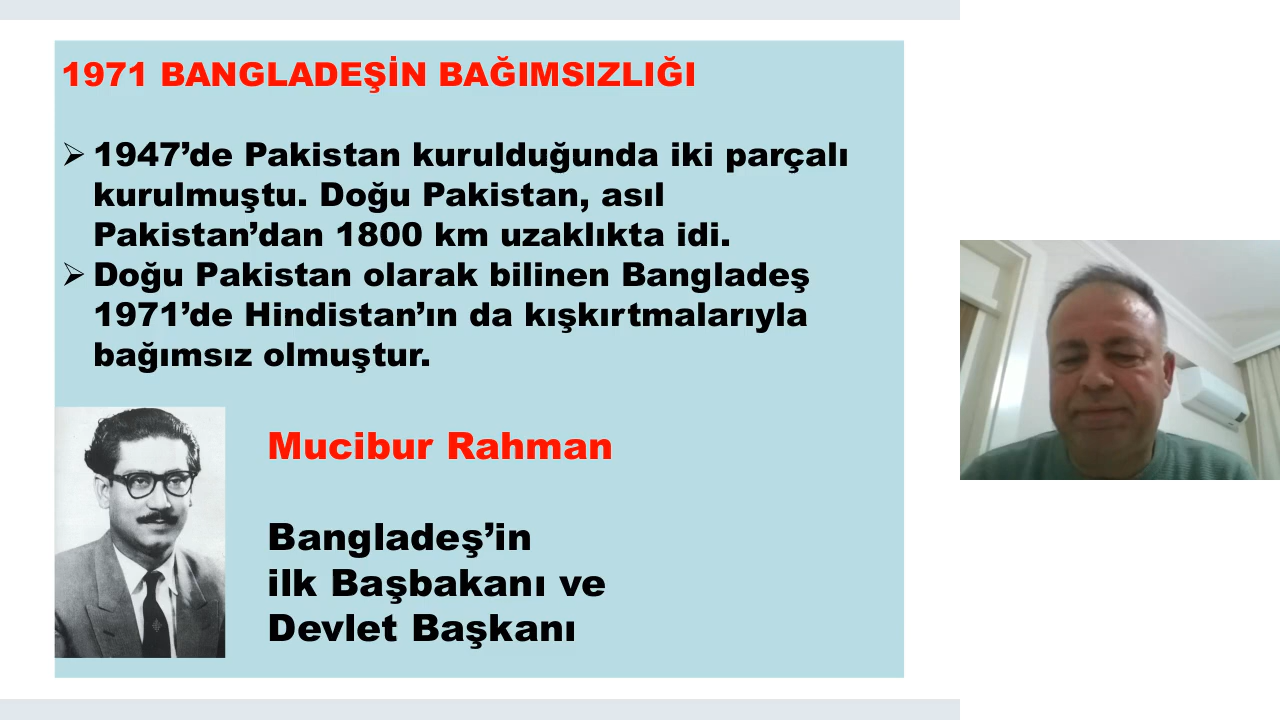 1971 BANGLADEŞİN BAĞIMSIZLIĞI
➢ 1947’de Pakistan kurulduğunda iki parçalı
kurulmuştu. Doğu Pakistan, asıl
Pakistan’dan 1800 km uzaklıkta idi.
➢ Doğu Pakistan olarak bilinen Bangladeş
1971’de Hindistan’ın da kışkırtmalarıyla
bağımsız olmuştur.
Mucibur Rahman
Bangladeş’in
ilk Başbakanı ve
Devlet Başkanı